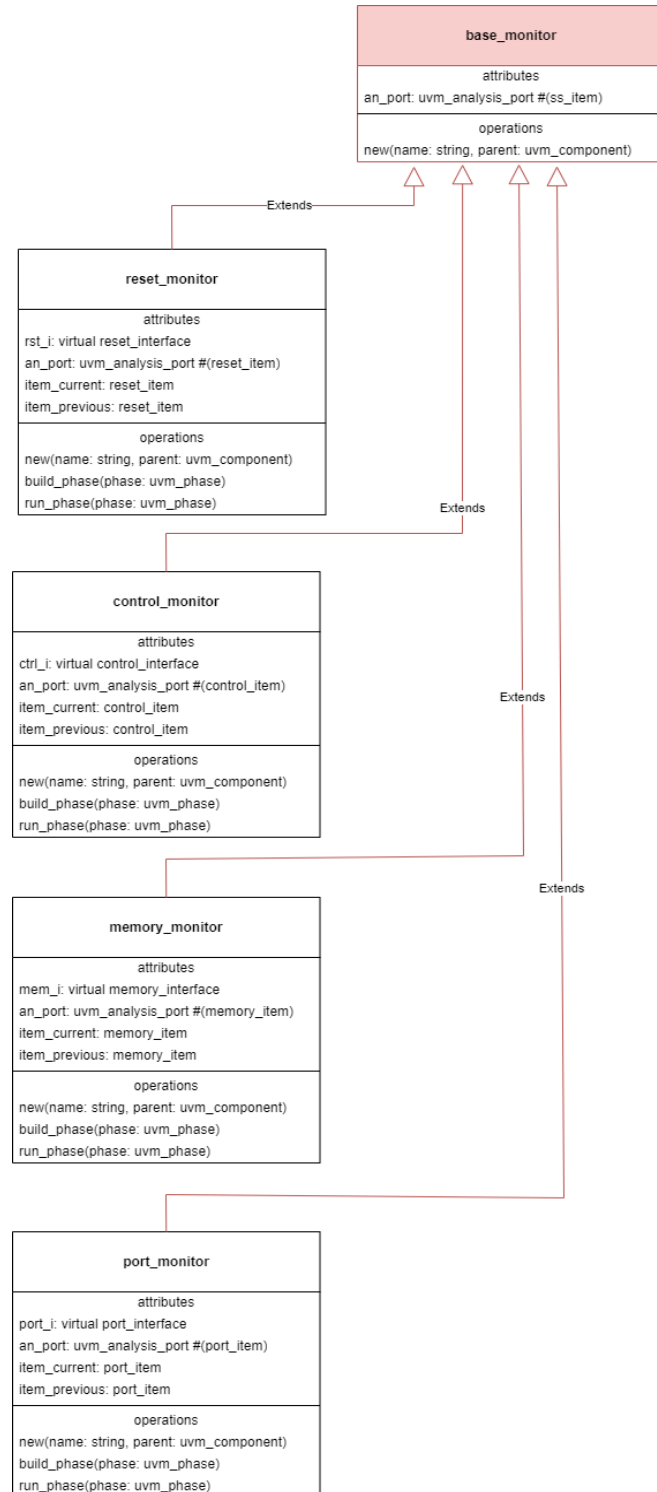 base_monitor
attributes
an_port: uvm_analysis_port #(ss_item)
operations
new(name: string, parent: uvm_component)
Extends
reset_monitor
attributes
rst_i: virtual reset_interface
an_port: uvm_analysis_port #(reset_item)
item_current: reset_item
item_previous: reset_item
operations
new(name: string, parent: uvm_component)
build_phase(phase: uvm_phase)
run_phase(phase: uvm_phase)
Extends
control_monitor
attributes
ctrl_i: virtual control_interface
an_port: uvm_analysis_port #(control_item)
item_current: control_item
item_previous: control_item
operations
new(name: string, parent: uvm_component)
build_phase(phase: uvm_phase)
run_phase(phase: uvm_phase)
Extends
Extends
memory_monitor
attributes
mem_i: virtual memory_interface
an_port: uvm_analysis_port #(memory_item)
item_current: memory_item
item_previous: memory_item
operations
new(name: string, parent: uvm_component)
build_phase(phase: uvm_phase)
run_phase(phase: uvm_phase)
port_monitor
attributes
port_i: virtual port_interface
an_port: uvm_analysis_port #(port_item)
item_current: port_item
item_previous: port_item
operations
new(name: string, parent: uvm_component)
build_phase(phase: uvm_phase)
run_phase(phase: uvm_phase)